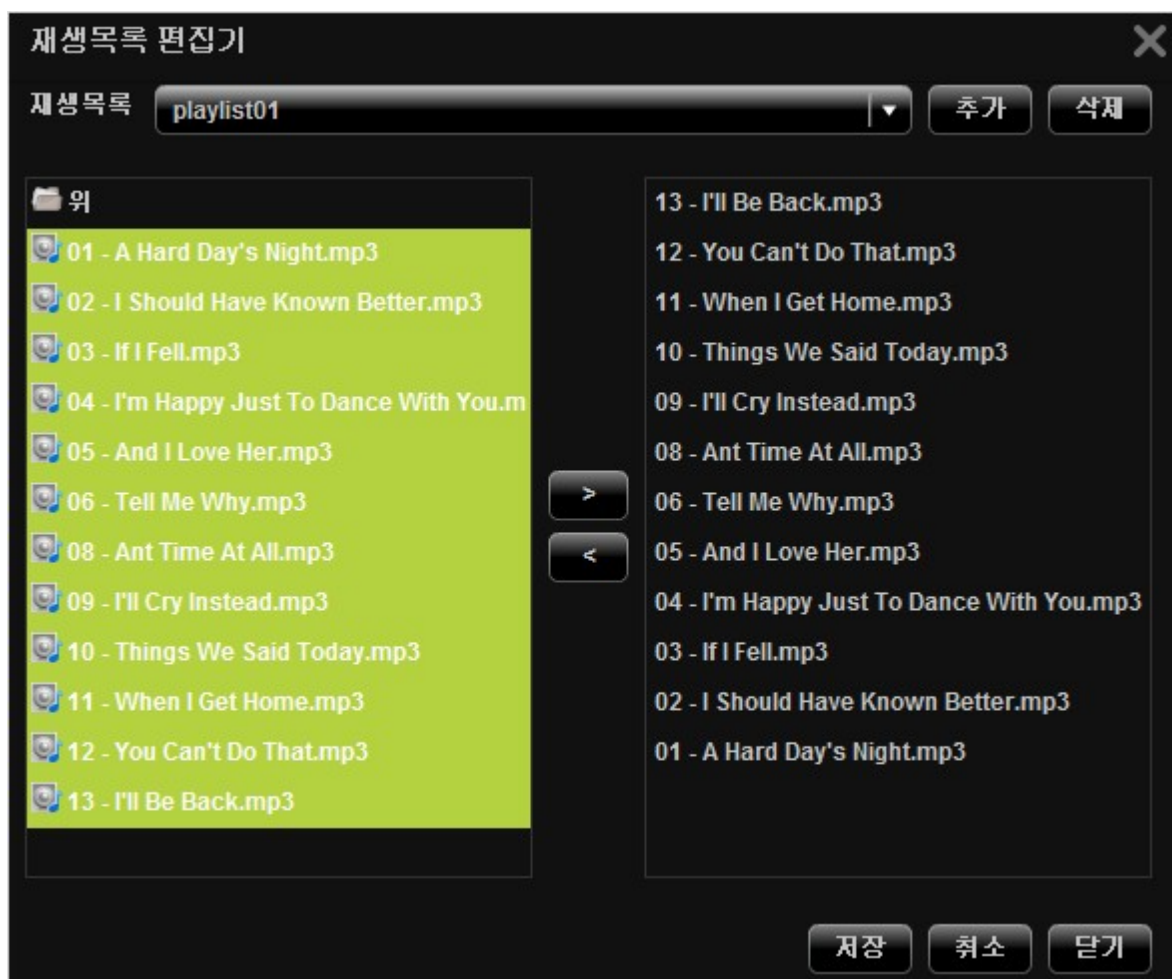 재생목록 편집기
재생목록 playlist01 추가 삭제
위
01 - A Hard Day's Night.mp3
02 - I Should Have Known Better.mp3
03 - If I Fell.mp3
04 - I'm Happy Just To Dance With You.m
05 - And I Love Her.mp3
06 - Tell Me Why.mp3
08 - Ant Time At All.mp3
09 - I'll Cry Instead.mp3
10 - Things We Said Today.mp3
11 - When I Get Home.mp3
12 - You Can't Do That.mp3
13 - I'll Be Back.mp3
>
<
13 - I'll Be Back.mp3
12 - You Can't Do That.mp3
11 - When I Get Home.mp3
10 - Things We Said Today.mp3
09 - I'll Cry Instead.mp3
08 - Ant Time At All.mp3
06 - Tell Me Why.mp3
05 - And I Love Her.mp3
04 - I'm Happy Just To Dance With You.mp3
03 - If I Fell.mp3
02 - I Should Have Known Better.mp3
01 - A Hard Day's Night.mp3
저장 취소 닫기